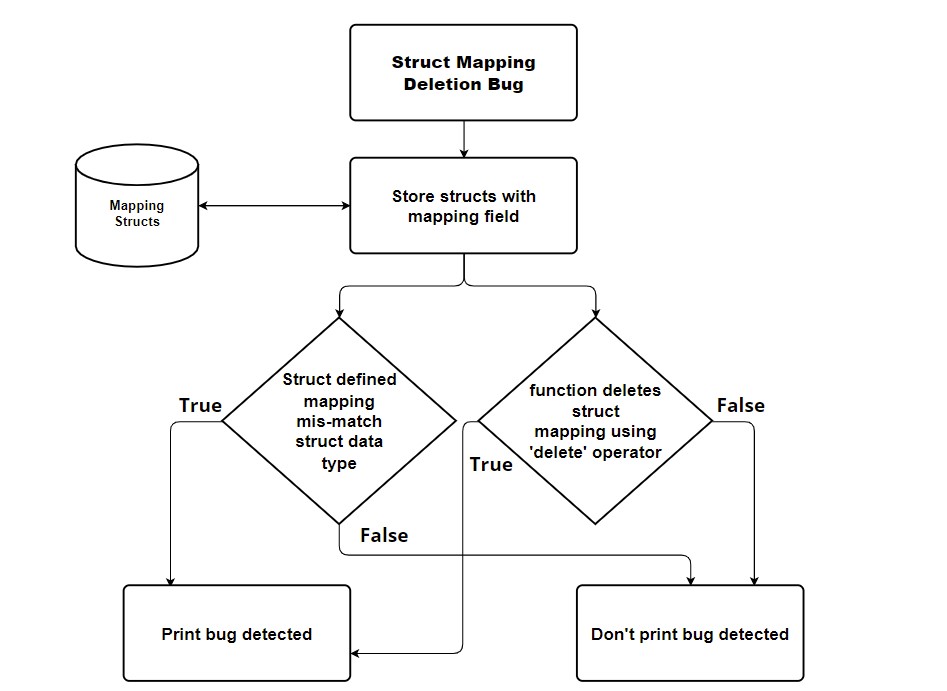 Struct Mapping
Deletion Bug
Mapping
Structs
Store structs with
mapping field
Struct defined
mapping
mis-match
struct data
type
function deletes
struct
mapping using
'delete' operator
True
False
True
False
Print bug detected
Don't print bug detected